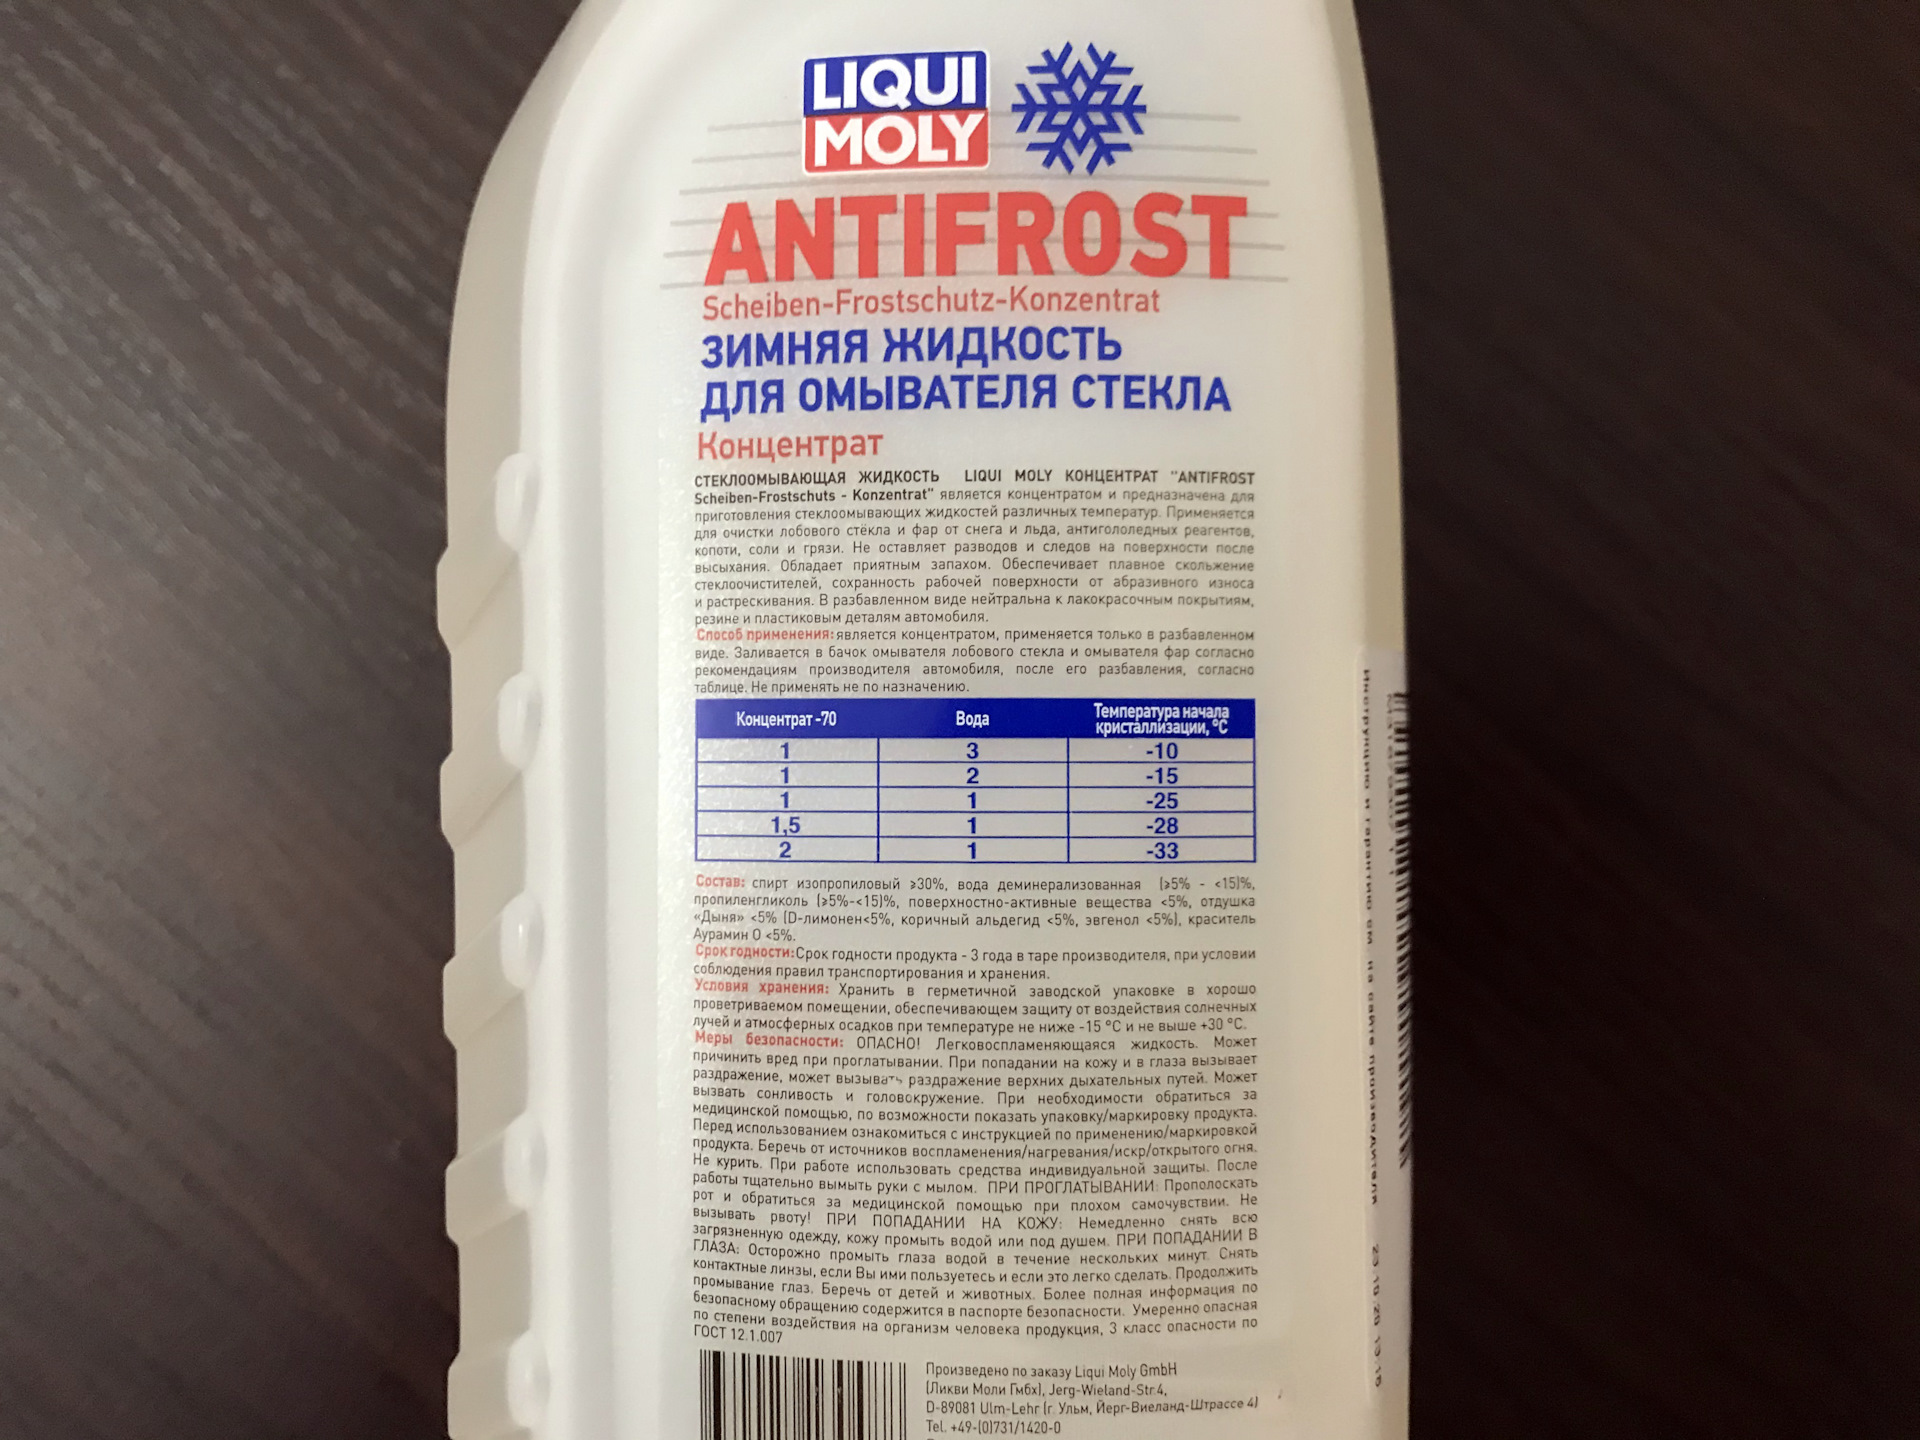 LIQUI
MOLY
ANTIFROST
Scheiben-Frostschutz-Konzentrat
ЗИМНЯЯ ЖИДКОСТЬ
ДЛЯ ОМЫВАТЕЛЯ СТЕКЛА
Концентрат
СТЕКЛООМЫВАЮЩАЯ ЖИДКОСТЬ LIQUI MOLY КОНЦЕНТРАТ "ANTIFROST
Scheiben-Frostschuts - Konzentrat" является концентратом и предназначена для
приготовления стеклоомывающих жидкостей различных температур. Применяется
для очистки лобового стёкла и фар от снега и льда, антигололедных реагентов,
копоти, соли и грязи. Не оставляет разводов и следов на поверхности после
высыхания. Обладает приятным запахом. Обеспечивает плавное скольжение
стеклоочистителей, сохранность рабочей поверхности от абразивного износа
и растрескивания. В разбавленном виде нейтральна к лакокрасочным покрытиям,
резине и пластиковым деталям автомобиля.
Способ применения: является концентратом, применяется только в разбавленном
виде. Заливается в бачок омывателя лобового стекла и омывателя фар согласно
рекомендациям производителя автомобиля, после его разбавления, согласно
таблице. Не применять не по назначению.
Концентрат -70 Вода Температура начала кристаллизации, °C
1 3 -10
1 2 -15
1 1 -25
1,5 1 -28
2 1 -33
Состав: спирт изопропиловый ≥30%, вода деминерализованная (≥5% - <15)%,
пропиленгликоль (≥5%-<15)%, поверхностно-активные вещества <5%, отдушка
«Дыня» <5% (D-лимонен<5%, коричный альдегид <5%, эвгенол <5%), краситель
Аурамин О <5%.
Срок годности: Срок годности продукта - 3 года в таре производителя, при условии
соблюдения правил транспортирования и хранения.
Условия хранения: Хранить в герметичной заводской упаковке в хорошо
проветриваемом помещении, обеспечивающем защиту от воздействия солнечных
лучей и атмосферных осадков при температуре не ниже -15 °C и не выше +30 °C.
Меры безопасности: ОПАСНО! Легковоспламеняющаяся жидкость. Может
причинить вред при проглатывании. При попадании на кожу и в глаза вызывает
раздражение, может вызывать раздражение верхних дыхательных путей. Может
вызвать сонливость и головокружение. При необходимости обратиться за
медицинской помощью, по возможности показать упаковку/маркировку продукта.
Перед использованием ознакомиться с инструкцией по применению/маркировкой
продукта. Беречь от источников воспламенения/нагревания/искр/открытого огня.
Не курить. При работе использовать средства индивидуальной защиты. После
работы тщательно вымыть руки с мылом. ПРИ ПРОГЛАТЫВАНИИ: Прополоскать
рот и обратиться за медицинской помощью при плохом самочувствии. Не
вызывать рвоту! ПРИ ПОПАДАНИИ НА КОЖУ: Немедленно снять всю
загрязненную одежду, кожу промыть водой или под душем. ПРИ ПОПАДАНИИ В
ГЛАЗА: Осторожно промыть глаза водой в течение нескольких минут. Снять
контактные линзы, если Вы ими пользуетесь и если это легко сделать. Продолжить
промывание глаз. Беречь от детей и животных. Более полная информация по
безопасному обращению содержится в паспорте безопасности. Умеренно опасная
по степени воздействия на организм человека продукция, 3 класс опасности по
ГОСТ 12.1.007
Произведено по заказу Liqui Moly GmbH
(Ликви Моли Гмбх), Jerg-Wieland-Str.4,
D-89081 Ulm-Lehr (г. Ульм, Йерг-Виеланд-Штрассе 4)
Tel. +49-(0)731/1420-0
Инструкцию и гарантию см. на сайте производителя